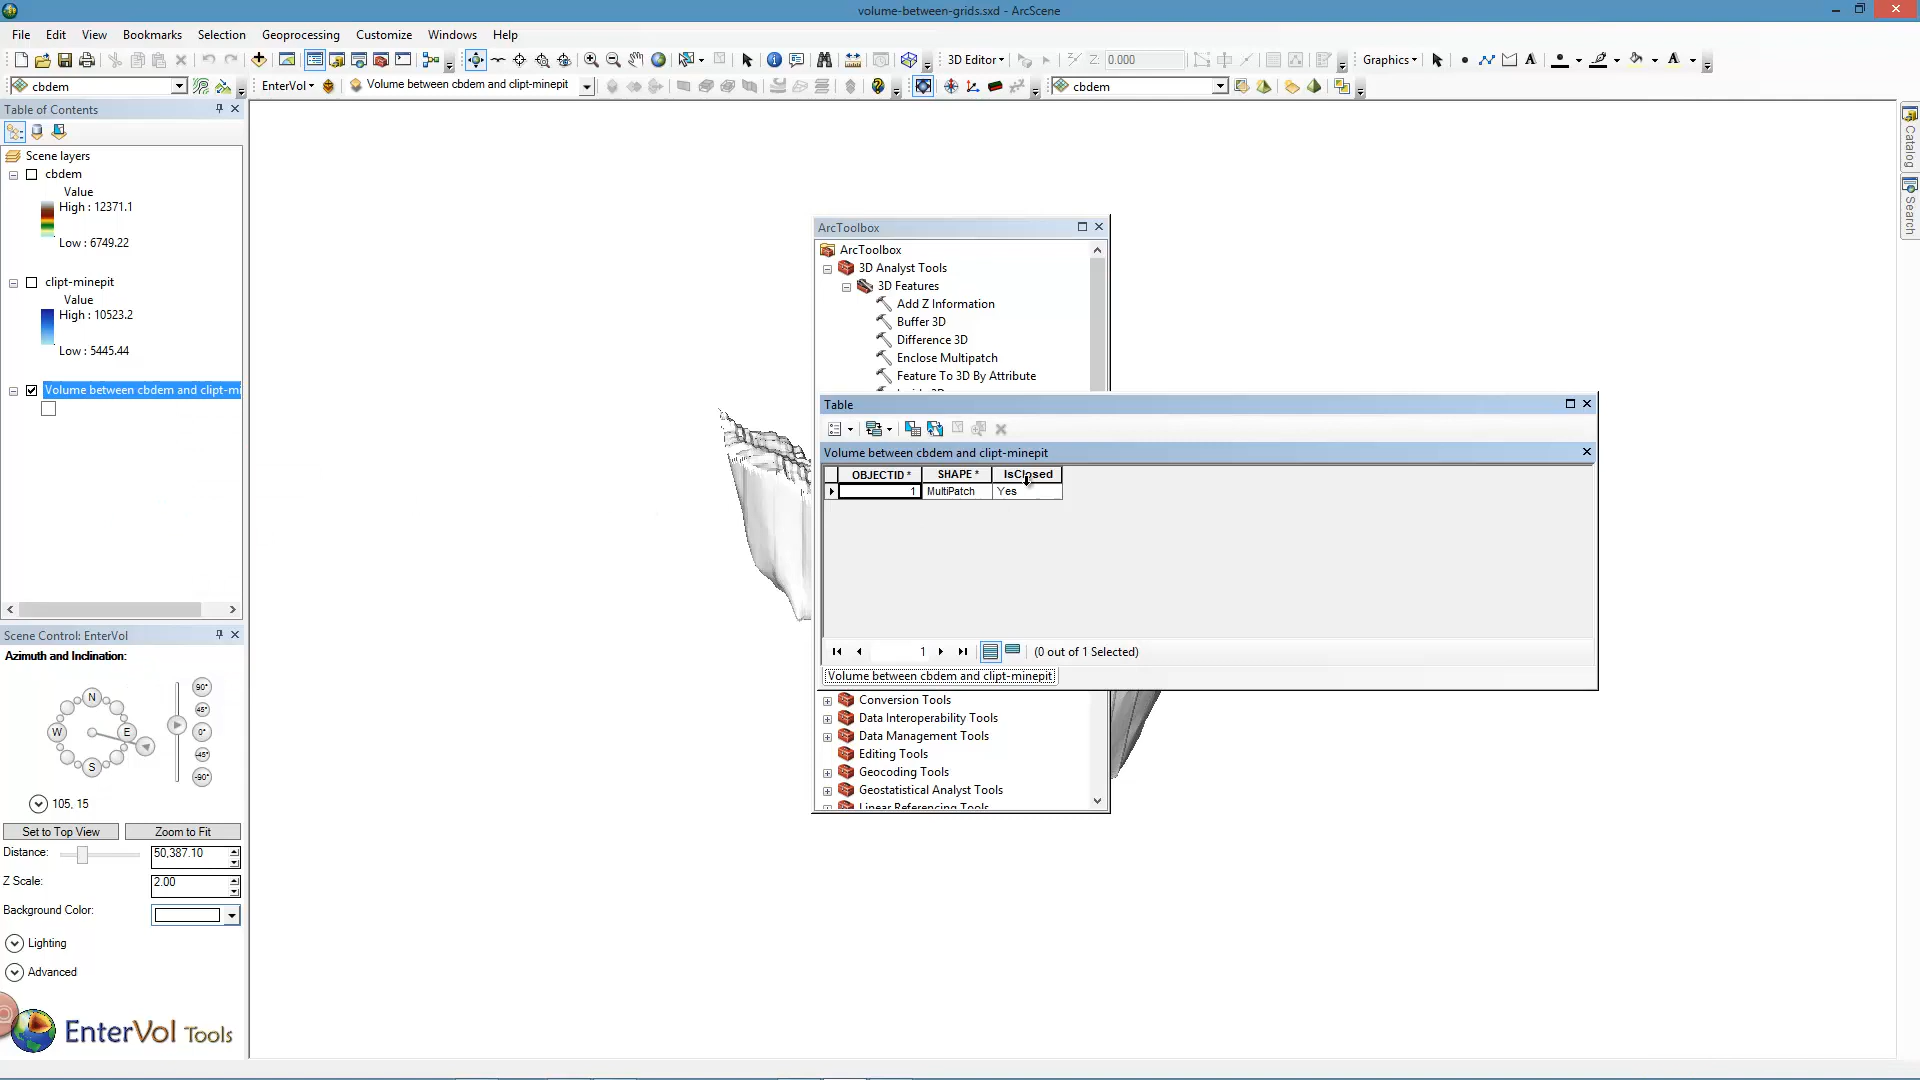 volume-between-grids.sxd - ArcScene
File Edit View Bookmarks Selection Geoprocessing Customize Windows Help
3D Editor Z: 0.000 Graphics
cbdem EnterVol Volume between cbdem and clipt-minepit cbdem
Table of Contents
Scene layers
cbdem
Value
High : 12371.1
Low : 6749.22
clipt-minepit
Value
High : 10523.2
Low : 5445.44
Volume between cbdem and clipt-mi
Scene Control: EnterVol
Azimuth and Inclination:
N
W E
S
90°
45°
0°
-45°
-90°
105, 15
Set to Top View Zoom to Fit
Distance: 50,387.10
Z Scale: 2.00
Background Color:
Lighting
Advanced
EnterVol Tools
ArcToolbox
ArcToolbox
3D Analyst Tools
3D Features
Add Z Information
Buffer 3D
Difference 3D
Enclose Multipatch
Feature To 3D By Attribute
Table
Volume between cbdem and clipt-minepit
OBJECTID * SHAPE * IsClosed
1 MultiPatch Yes
1 (0 out of 1 Selected)
Volume between cbdem and clipt-minepit
Conversion Tools
Data Interoperability Tools
Data Management Tools
Editing Tools
Geocoding Tools
Geostatistical Analyst Tools
Linear Referencing Tools
Catalog
Search